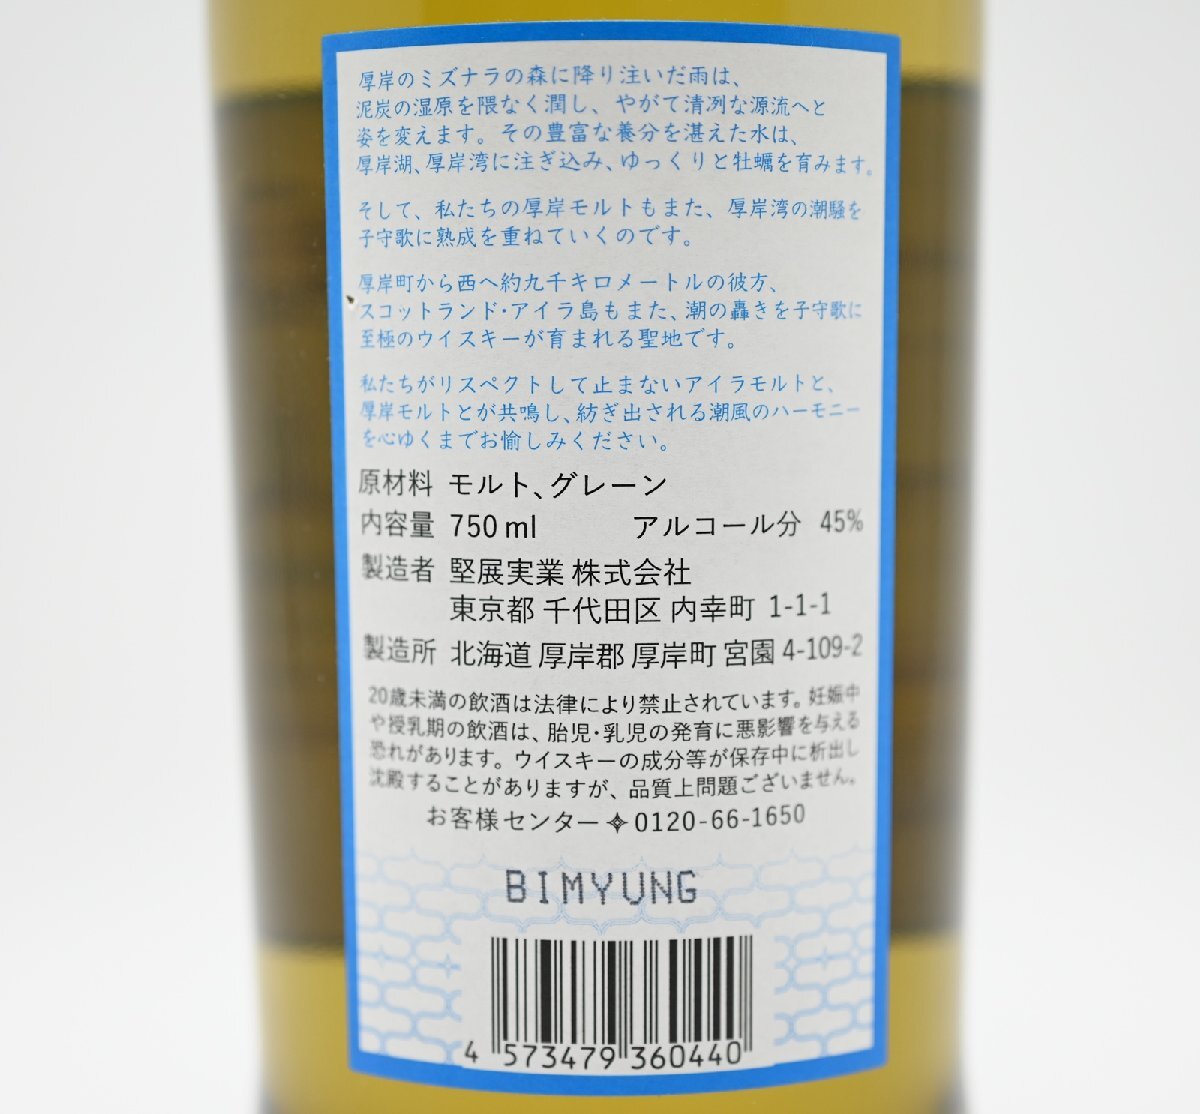 厚岸のミズナラの森に降り注いだ雨は、
泥炭の湿原を隈なく潤し、やがて清冽な源流へと
姿を変えます。その豊富な養分を湛えた水は、
厚岸湖、厚岸湾に注ぎ込み、ゆっくりと牡蠣を育みます。
そして、私たちの厚岸モルトもまた、厚岸湾の潮騒を
子守歌に熟成を重ねていくのです。
厚岸町から西へ約九千キロメートルの彼方、
スコットランド・アイラ島もまた、潮の轟きを子守歌に
至極のウイスキーが育まれる聖地です。
私たちがリスペクトして止まないアイラモルトと、
厚岸モルトとが共鳴し、紡ぎ出される潮風のハーモニー
を心ゆくまでお愉しみください。
原材料 モルト、グレーン
内容量 750ml アルコール分 45%
製造者 堅展実業 株式会社
東京都 千代田区 内幸町 1-1-1
製造所 北海道 厚岸郡 厚岸町 宮園 4-109-2
20歳未満の飲酒は法律により禁止されています。妊娠中
や授乳期の飲酒は、胎児・乳児の発育に悪影響を与える
恐れがあります。ウイスキーの成分等が保存中に析出し
沈殿することがありますが、品質上問題ございません。
お客様センター✧0120-66-1650
BIMYUNG
4 573479 360440